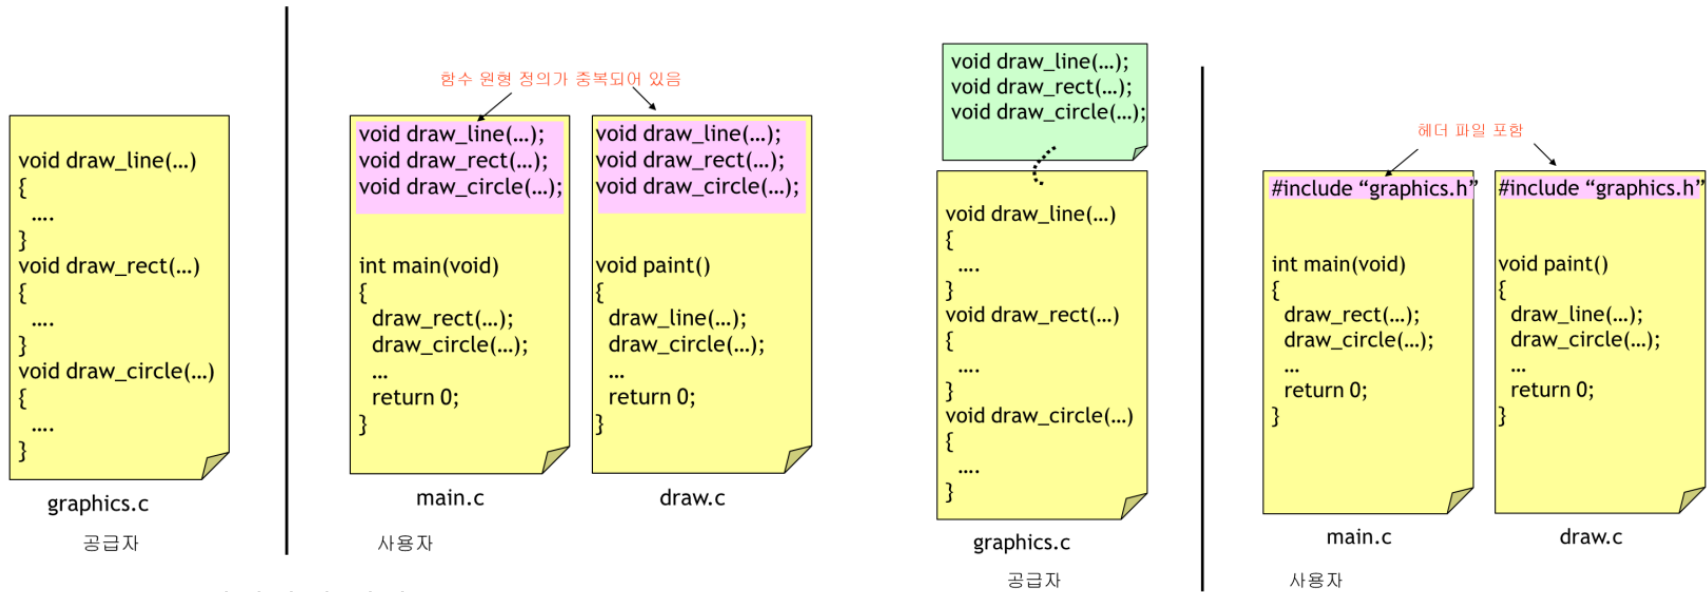 void draw_line(...)
{
....
}
void draw_rect(...)
{
....
}
void draw_circle(...)
{
....
}
graphics.c
공급자
함수 원형 정의가 중복되어 있음
void draw_line(...);
void draw_rect(...);
void draw_circle(...);
int main(void)
{
draw_rect(...);
draw_circle(...);
...
return 0;
}
main.c
사용자
void draw_line(...);
void draw_rect(...);
void draw_circle(...);
void paint()
{
draw_line(...);
draw_circle(...);
...
return 0;
}
draw.c
void draw_line(...);
void draw_rect(...);
void draw_circle(...);
void draw_line(...)
{
....
}
void draw_rect(...)
{
....
}
void draw_circle(...)
{
....
}
graphics.c
공급자
헤더 파일 포함
#include “graphics.h”
int main(void)
{
draw_rect(...);
draw_circle(...);
...
return 0;
}
main.c
사용자
#include “graphics.h”
void paint()
{
draw_line(...);
draw_circle(...);
...
return 0;
}
draw.c